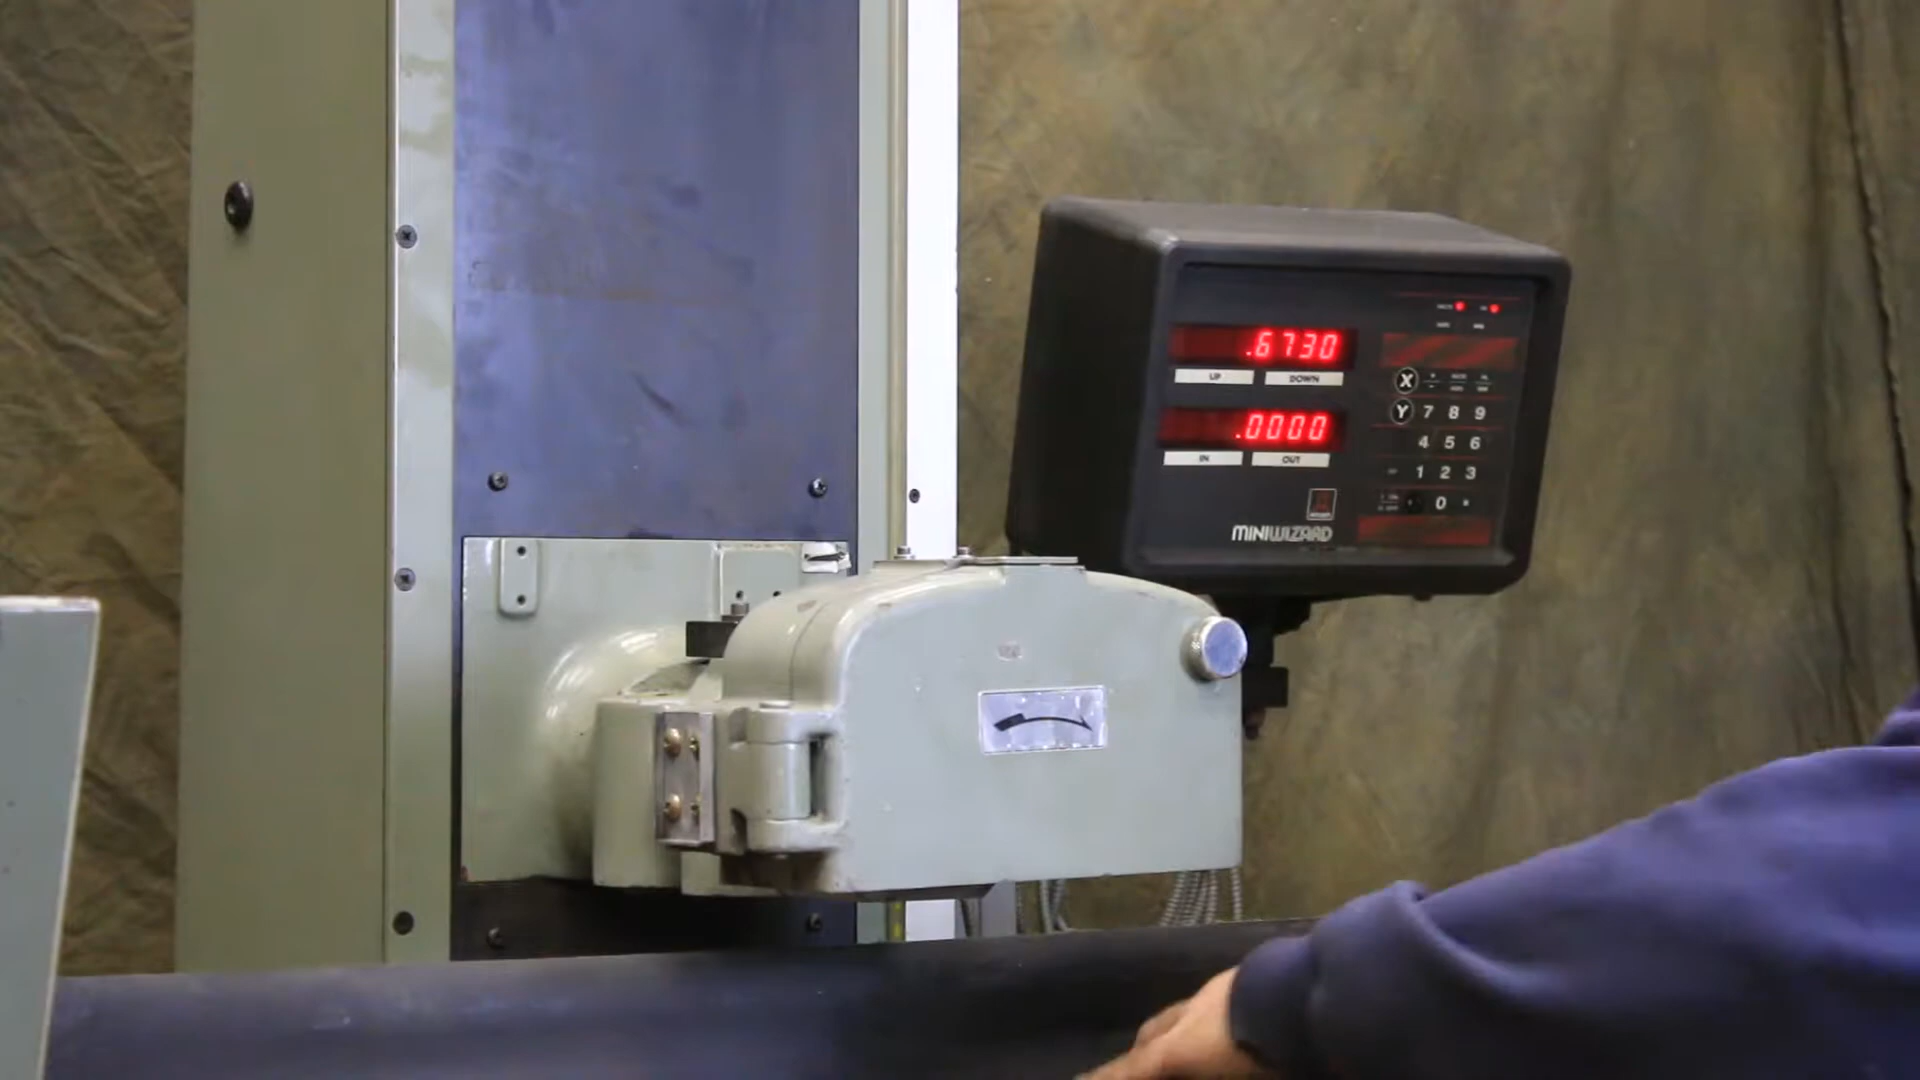 .6730
UP DOWN
.0000
IN OUT
X
Y 7 8 9
4 5 6
1 2 3
0
MINIWIZARD